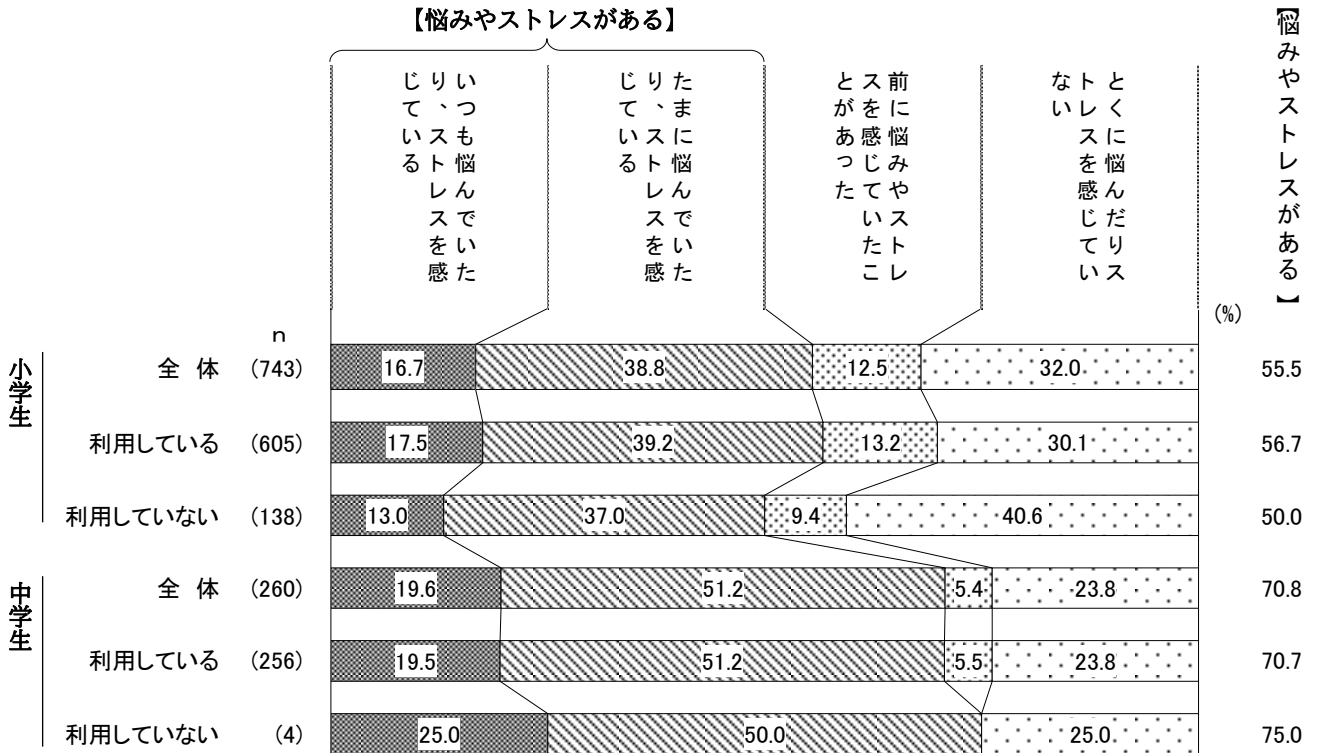 【悩みやストレスがある】
いつも悩んでいた
り、ストレスを感
じている
たまに悩んでいた
り、ストレスを感
じている
前に悩みやストレ
スを感じていたこ
とがあった
とくに悩んだりス
トレスを感じてい
ない
【悩みやストレスがある】
(%)
n
小学生
全 体 (743) 16.7 38.8 12.5 32.0 55.5
利用している (605) 17.5 39.2 13.2 30.1 56.7
利用していない (138) 13.0 37.0 9.4 40.6 50.0
中学生
全 体 (260) 19.6 51.2 5.4 23.8 70.8
利用している (256) 19.5 51.2 5.5 23.8 70.7
利用していない (4) 25.0 50.0 25.0 75.0